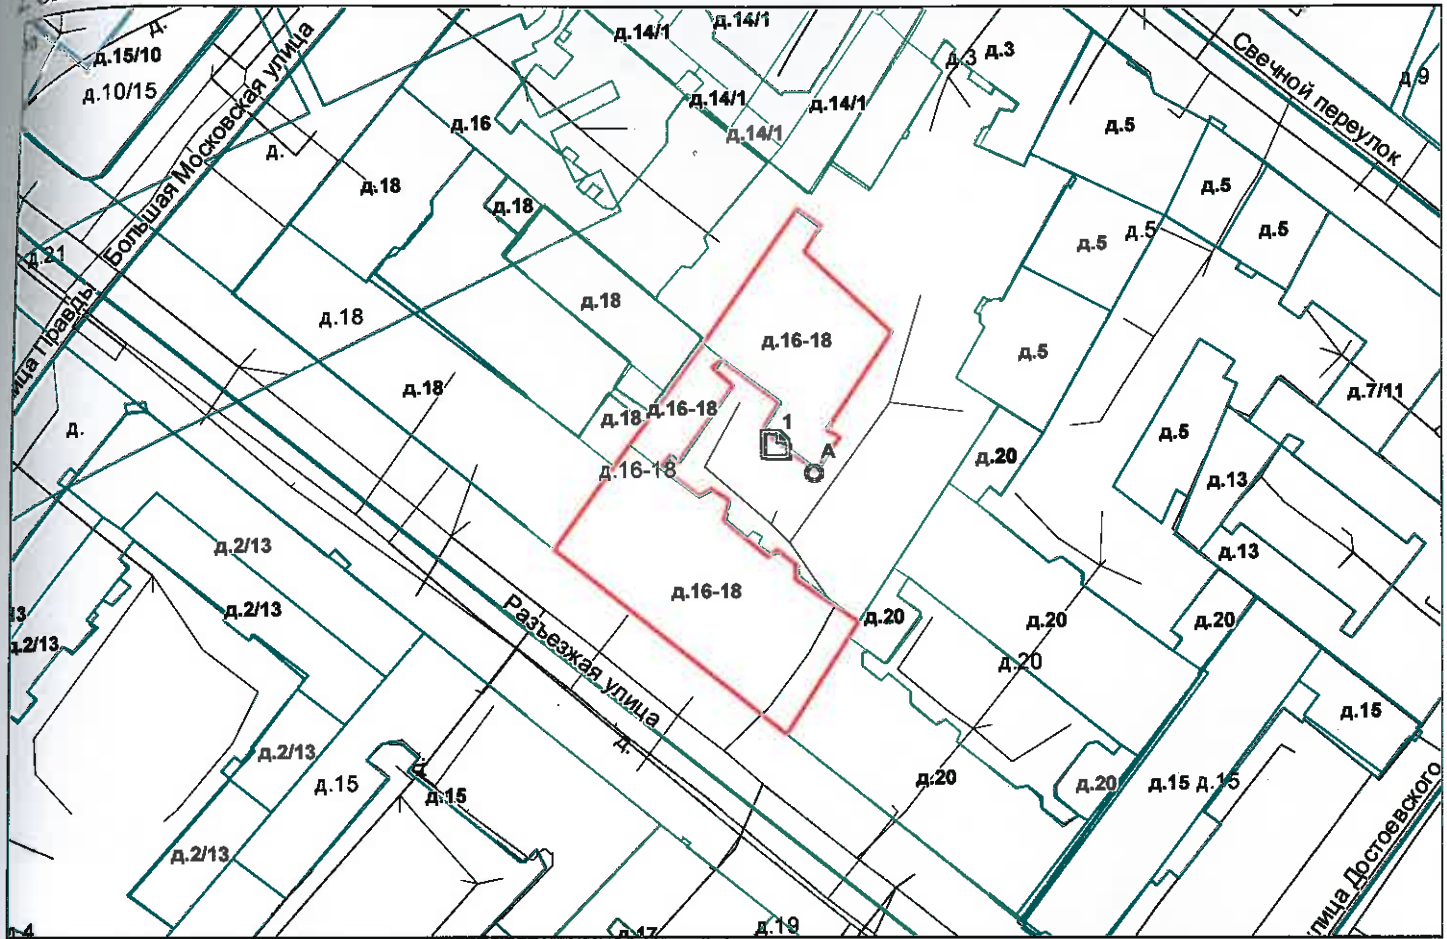 д.15/10
д.
д.10/15
Большая Московская улица
д.
д.16
д.14/1
д.14/1
д.14/1
д.14/1
д.14/1
д.3
д.3
Свечной переулок
д.9
д.5
д.18
д.18
д.5
д.5
д.5
д.5
д.21
д.18
д.18
д.16-18
д.5
Правды
д.18
д.7/11
д.
д.18
д.16-18
1
А
д.5
д.20
д.16-18
д.13
д.2/13
д.13
д.16-18
д.2/13
Разъезжая улица
д.20
д.20
д.20
д.20
д.2/13
д.15
д.2/13
д.
д.15
д.
д.15
д.20
д.20
д.15
д.15
Достоевского
д.2/13
д.17
д.19